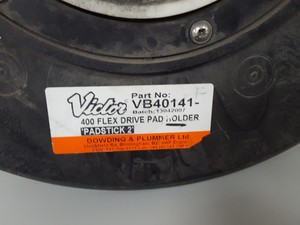 Victor
Part No:
VB40141-
Batch: 13042007
400 FLEX DRIVE PAD HOLDER
'PADSTICK 2'
DOWDING & PLUMMER Ltd.